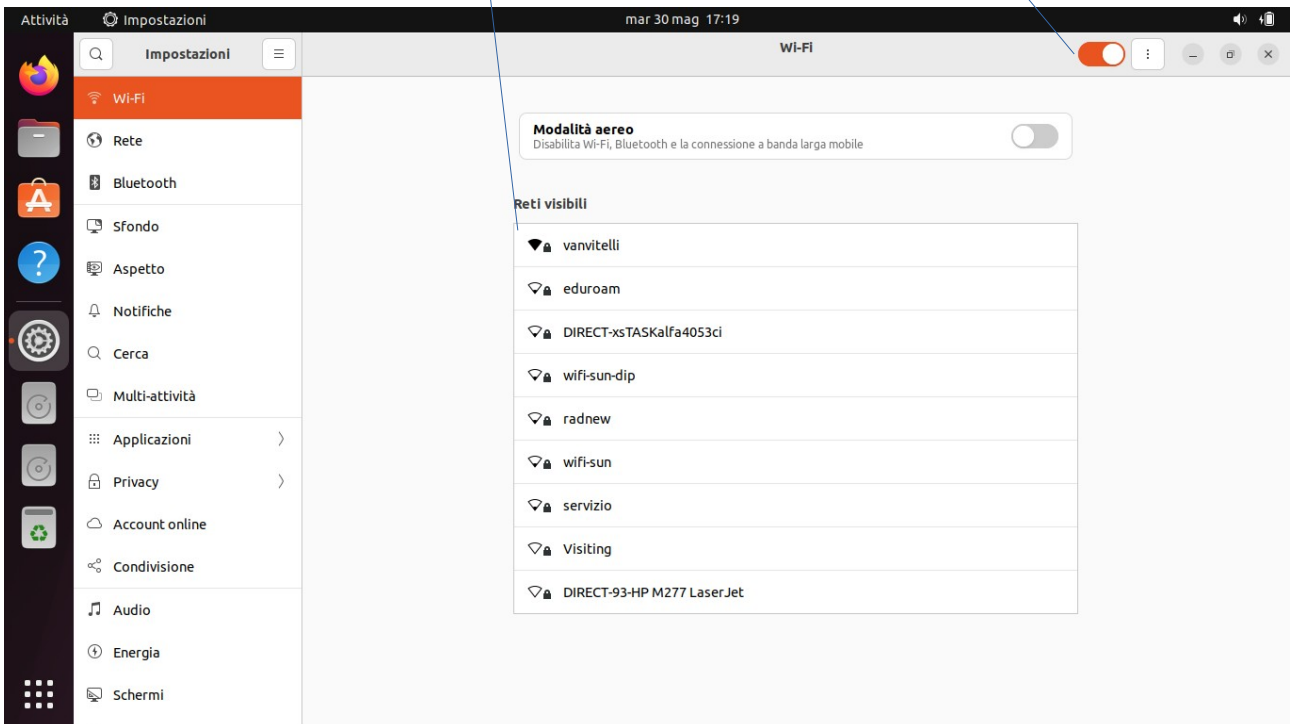 Attività Impostazioni mar 30 mag 17:19
Impostazioni Wi-Fi
Wi-Fi
Rete
Bluetooth
Sfondo
Aspetto
Notifiche
Cerca
Multi-attività
Applicazioni
Privacy
Account online
Condivisione
Audio
Energia
Schermi
Modalità aereo
Disabilita Wi-Fi, Bluetooth e la connessione a banda larga mobile
Reti visibili
vanvitelli
eduroam
DIRECT-xsTASKalfa4053ci
wifi-sun-dip
radnew
wifi-sun
servizio
Visiting
DIRECT-93-HP M277 LaserJet